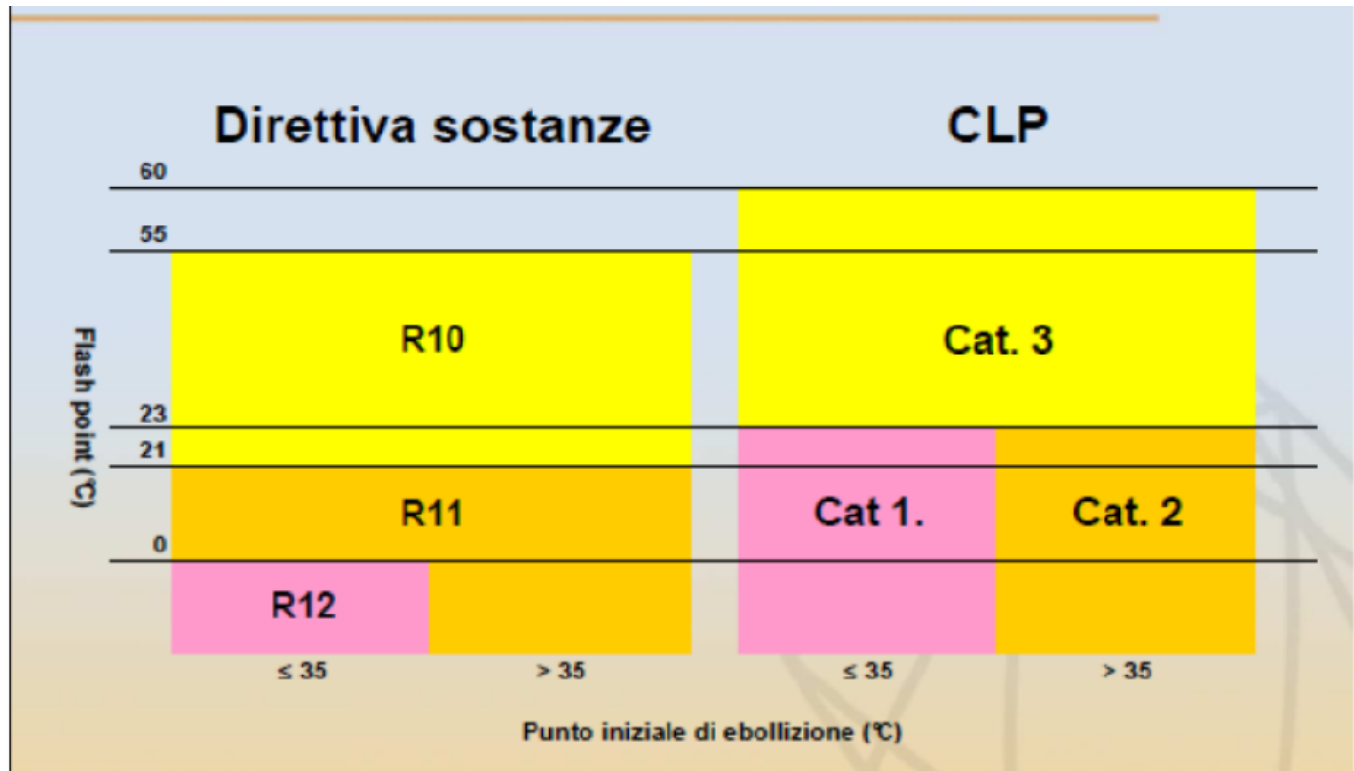 Direttiva sostanze
CLP
60
55
R10
Cat. 3
Flash point (°C)
23
21
R11
Cat 1.
Cat. 2
0
R12
≤ 35
> 35
≤ 35
> 35
Punto iniziale di ebollizione (°C)